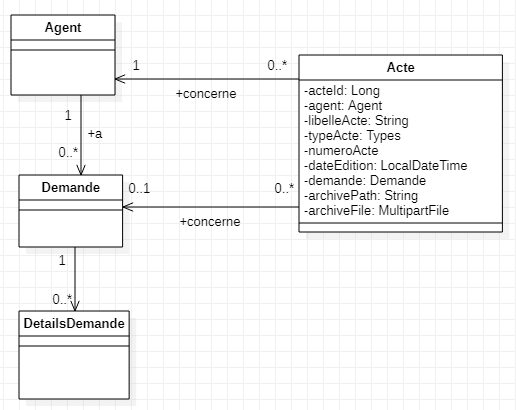 Agent
1
0..*
+concerne
Acte
-acteId: Long
-agent: Agent
-libelleActe: String
-typeActe: Types
-numeroActe
-dateEdition: LocalDateTime
-demande: Demande
-archivePath: String
-archiveFile: MultipartFile
1
+a
0..*
Demande
0..1
0..*
+concerne
1
0..*
DetailsDemande